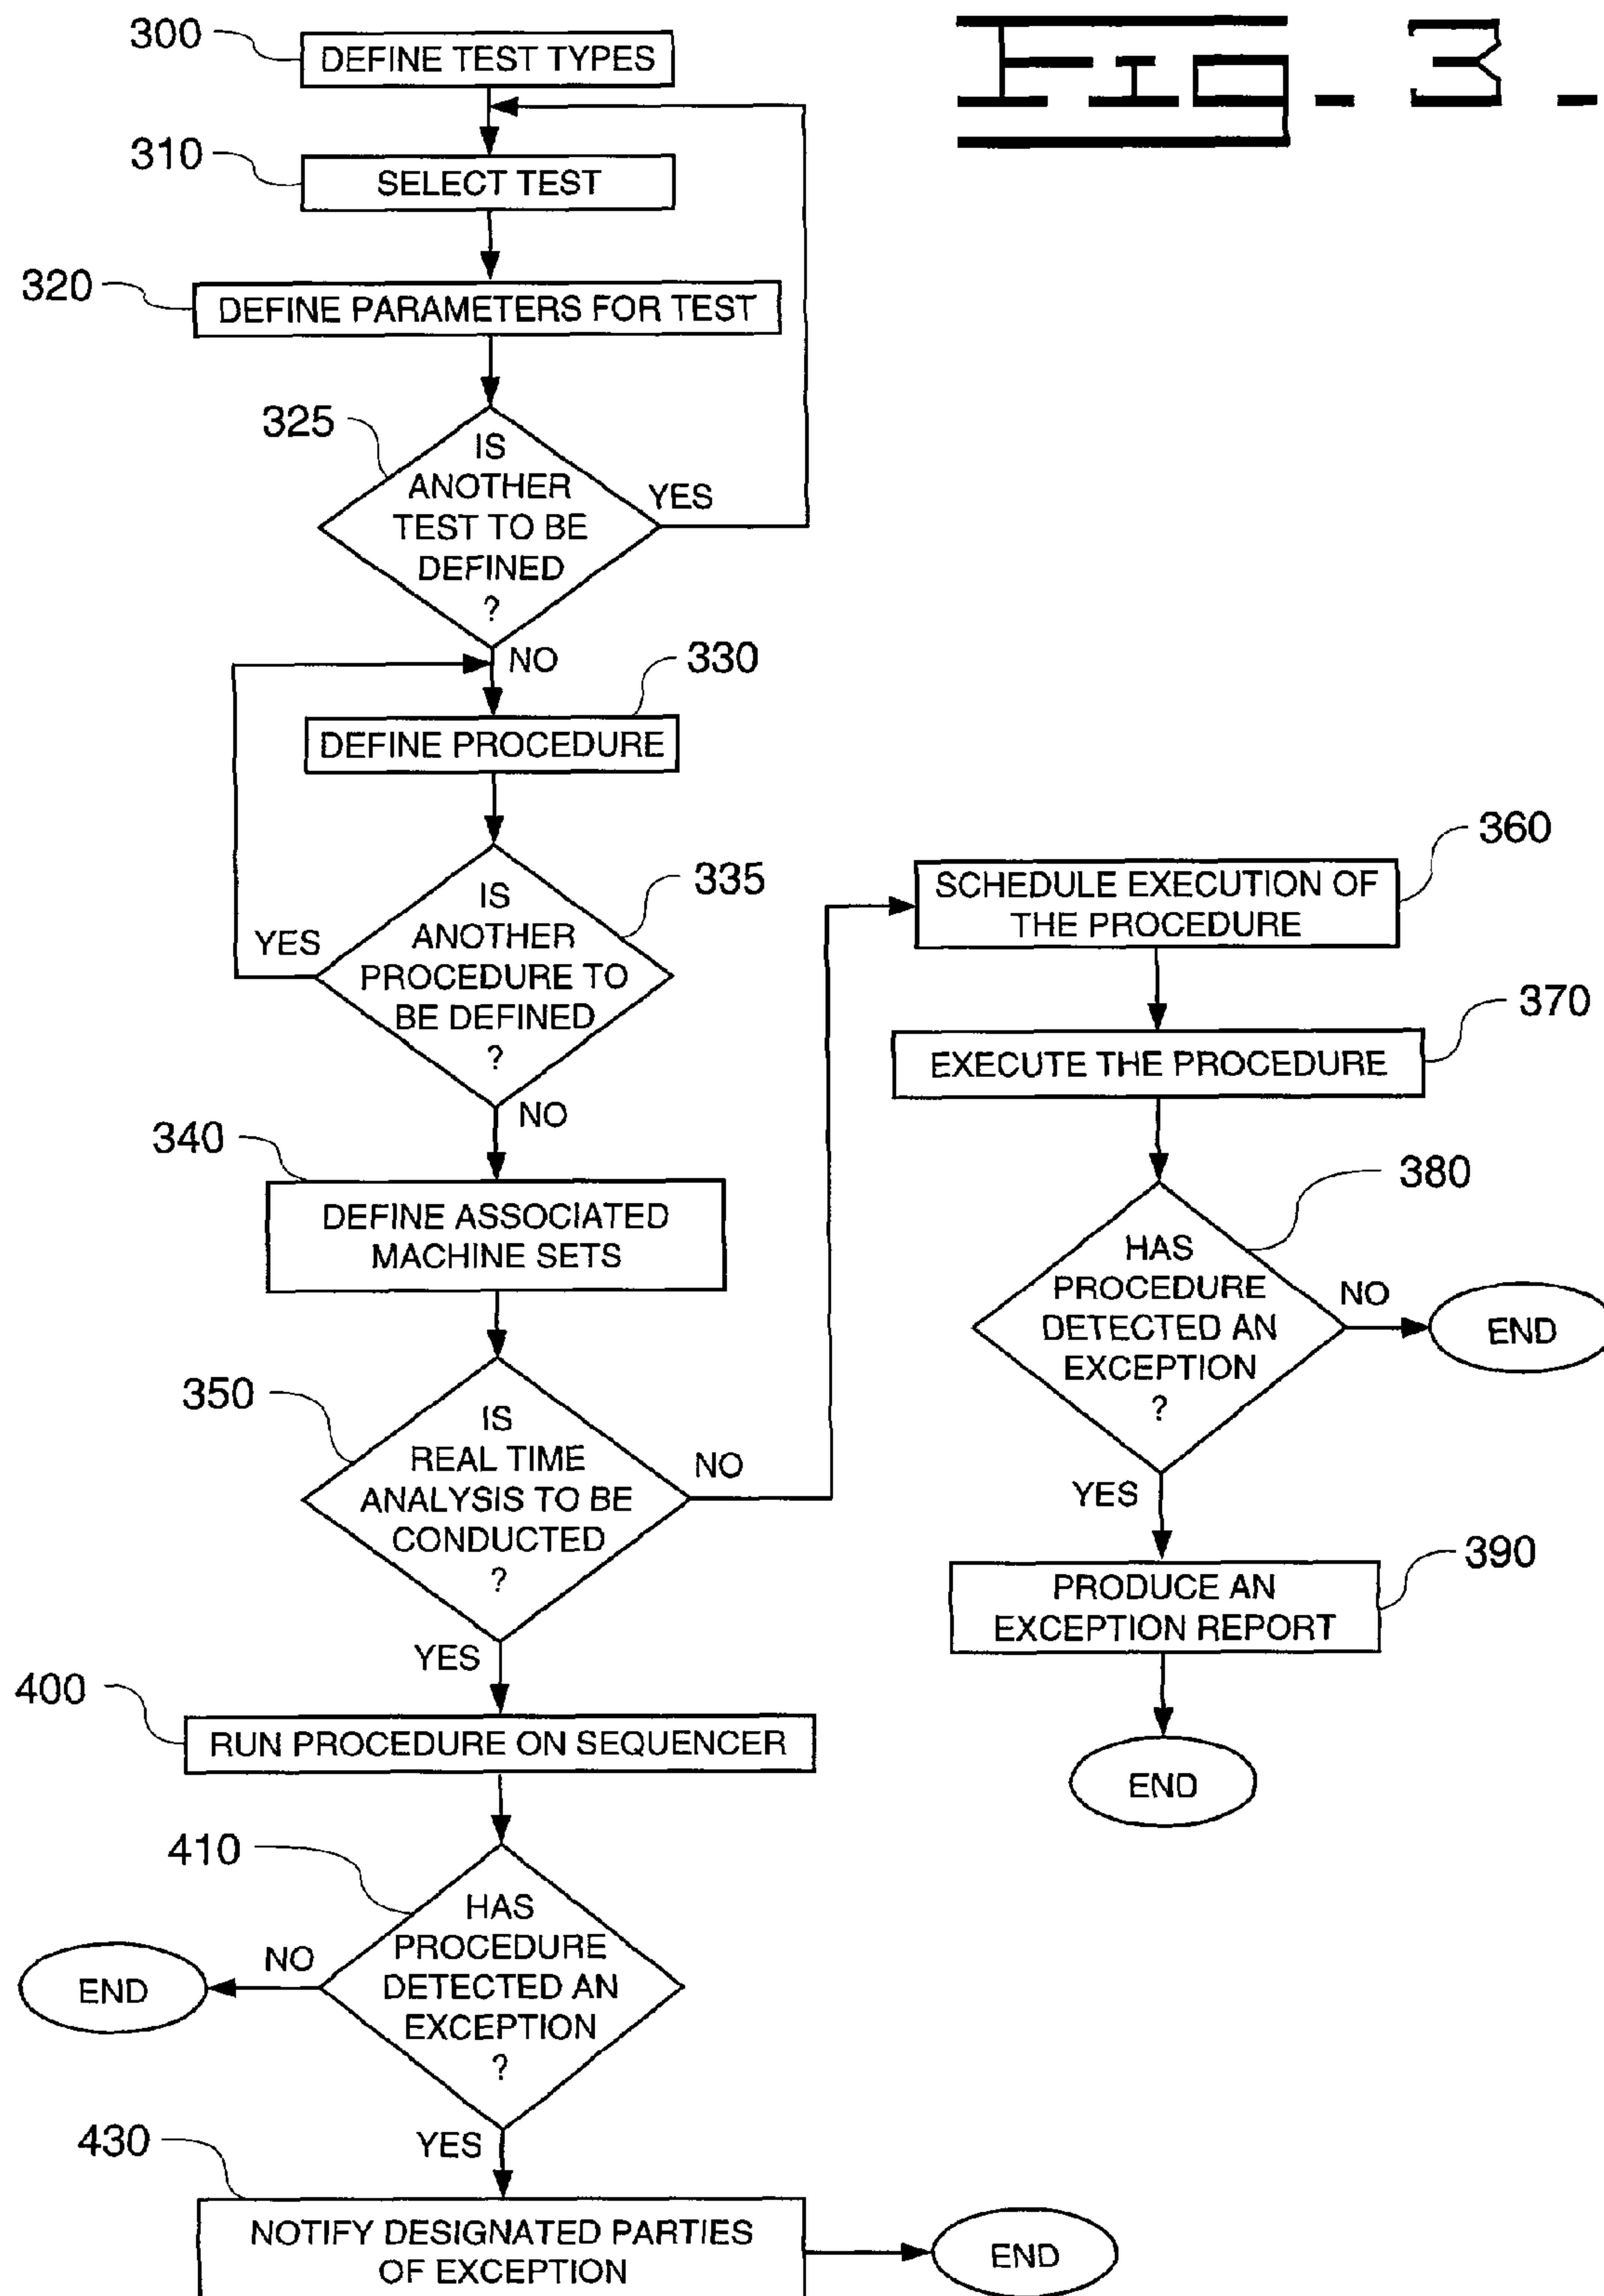 FIG_3_
300
DEFINE TEST TYPES
310
SELECT TEST
320
DEFINE PARAMETERS FOR TEST
325
IS
ANOTHER
TEST TO BE
DEFINED
?
YES
NO
330
DEFINE PROCEDURE
335
IS
ANOTHER
PROCEDURE TO
BE DEFINED
?
YES
NO
340
DEFINE ASSOCIATED
MACHINE SETS
350
IS
REAL TIME
ANALYSIS TO BE
CONDUCTED
?
NO
YES
360
SCHEDULE EXECUTION OF
THE PROCEDURE
370
EXECUTE THE PROCEDURE
380
HAS
PROCEDURE
DETECTED AN
EXCEPTION
?
NO
END
YES
390
PRODUCE AN
EXCEPTION REPORT
END
400
RUN PROCEDURE ON SEQUENCER
410
HAS
PROCEDURE
DETECTED AN
EXCEPTION
?
NO
END
YES
430
NOTIFY DESIGNATED PARTIES
OF EXCEPTION
END